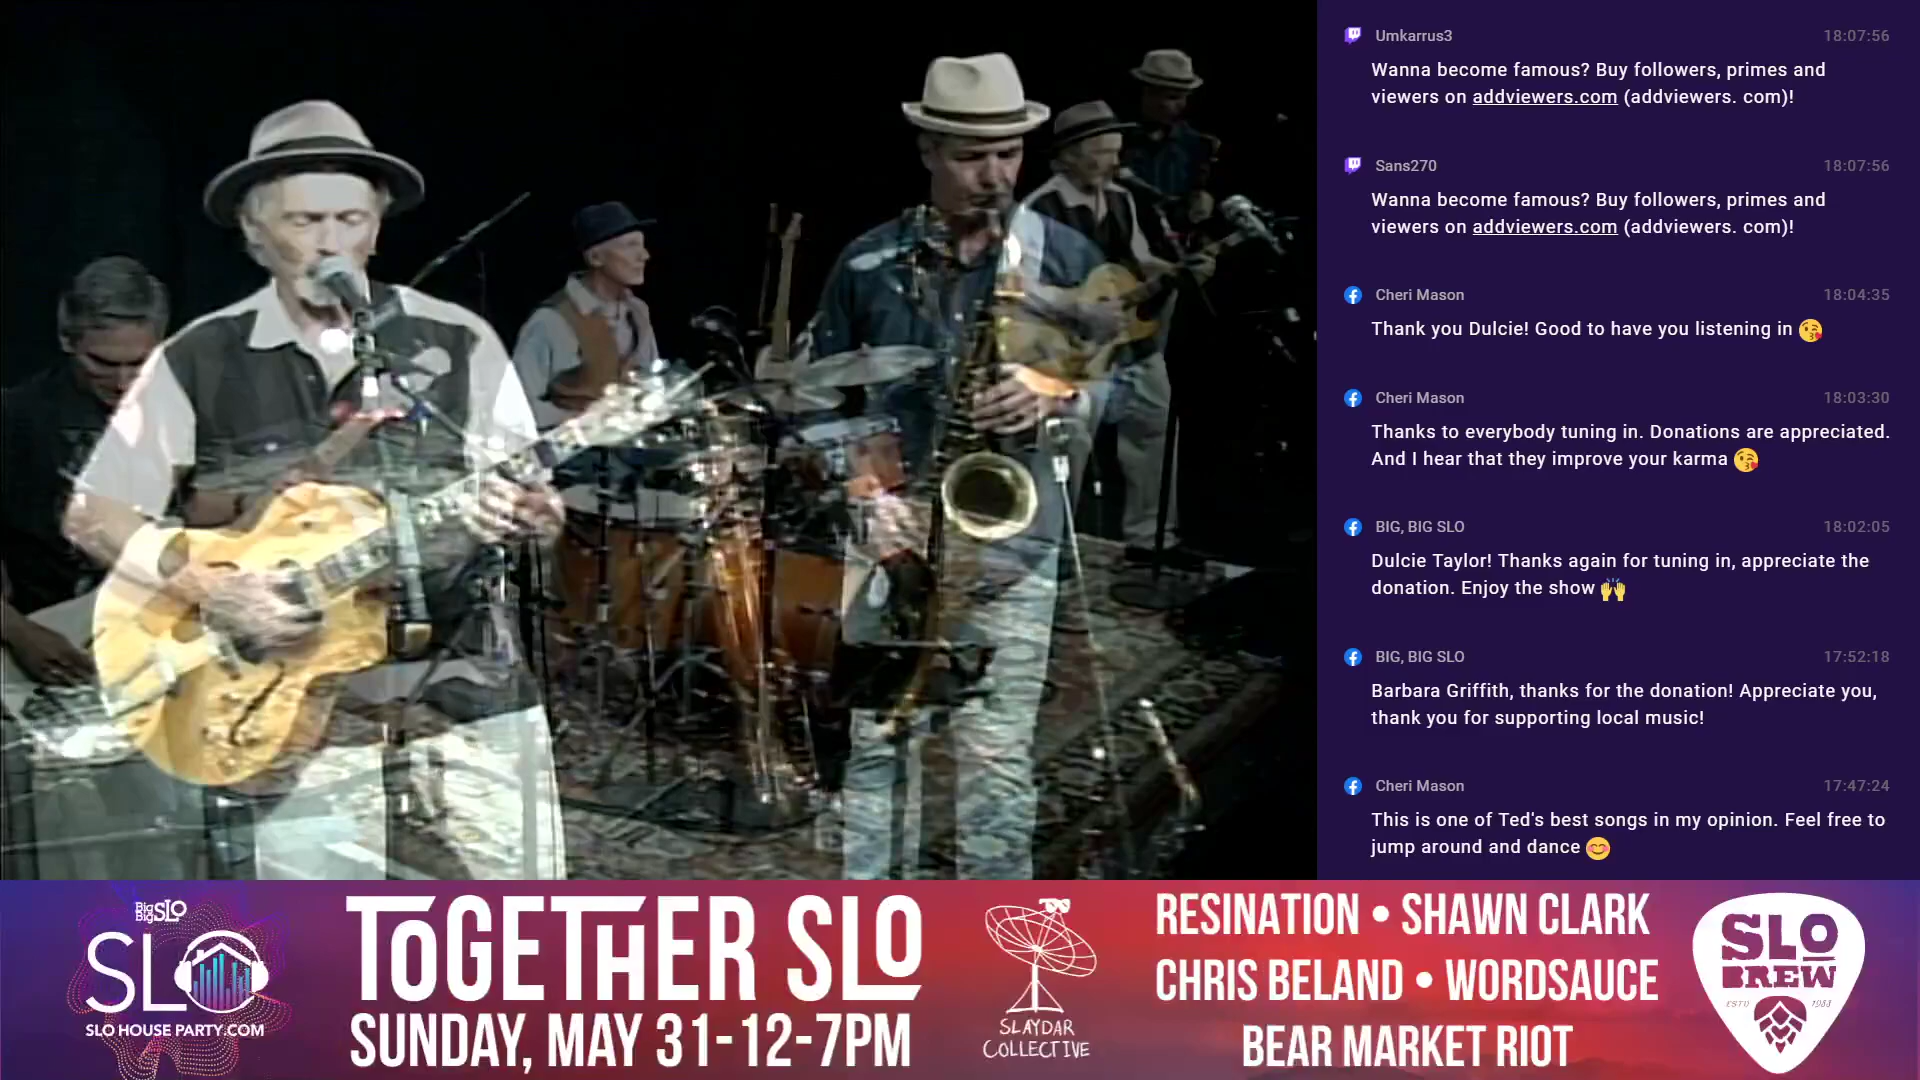 Umkarrus3 18:07:56
Wanna become famous? Buy followers, primes and
viewers on addviewers.com (addviewers. com)!
Sans270 18:07:56
Wanna become famous? Buy followers, primes and
viewers on addviewers.com (addviewers. com)!
Cheri Mason 18:04:35
Thank you Dulcie! Good to have you listening in 😘
Cheri Mason 18:03:30
Thanks to everybody tuning in. Donations are appreciated.
And I hear that they improve your karma 😘
BIG, BIG SLO 18:02:05
Dulcie Taylor! Thanks again for tuning in, appreciate the
donation. Enjoy the show 🙌
BIG, BIG SLO 17:52:18
Barbara Griffith, thanks for the donation! Appreciate you,
thank you for supporting local music!
Cheri Mason 17:47:24
This is one of Ted's best songs in my opinion. Feel free to
jump around and dance 😊
Big Big SLO
SLO
SLO HOUSE PARTY.COM
TOGETHER SLO
SUNDAY, MAY 31-12-7PM
SLAYDAR
COLLECTIVE
RESINATION • SHAWN CLARK
CHRIS BELAND • WORDSAUCE
BEAR MARKET RIOT
SLO
BREW
ESTD 1988